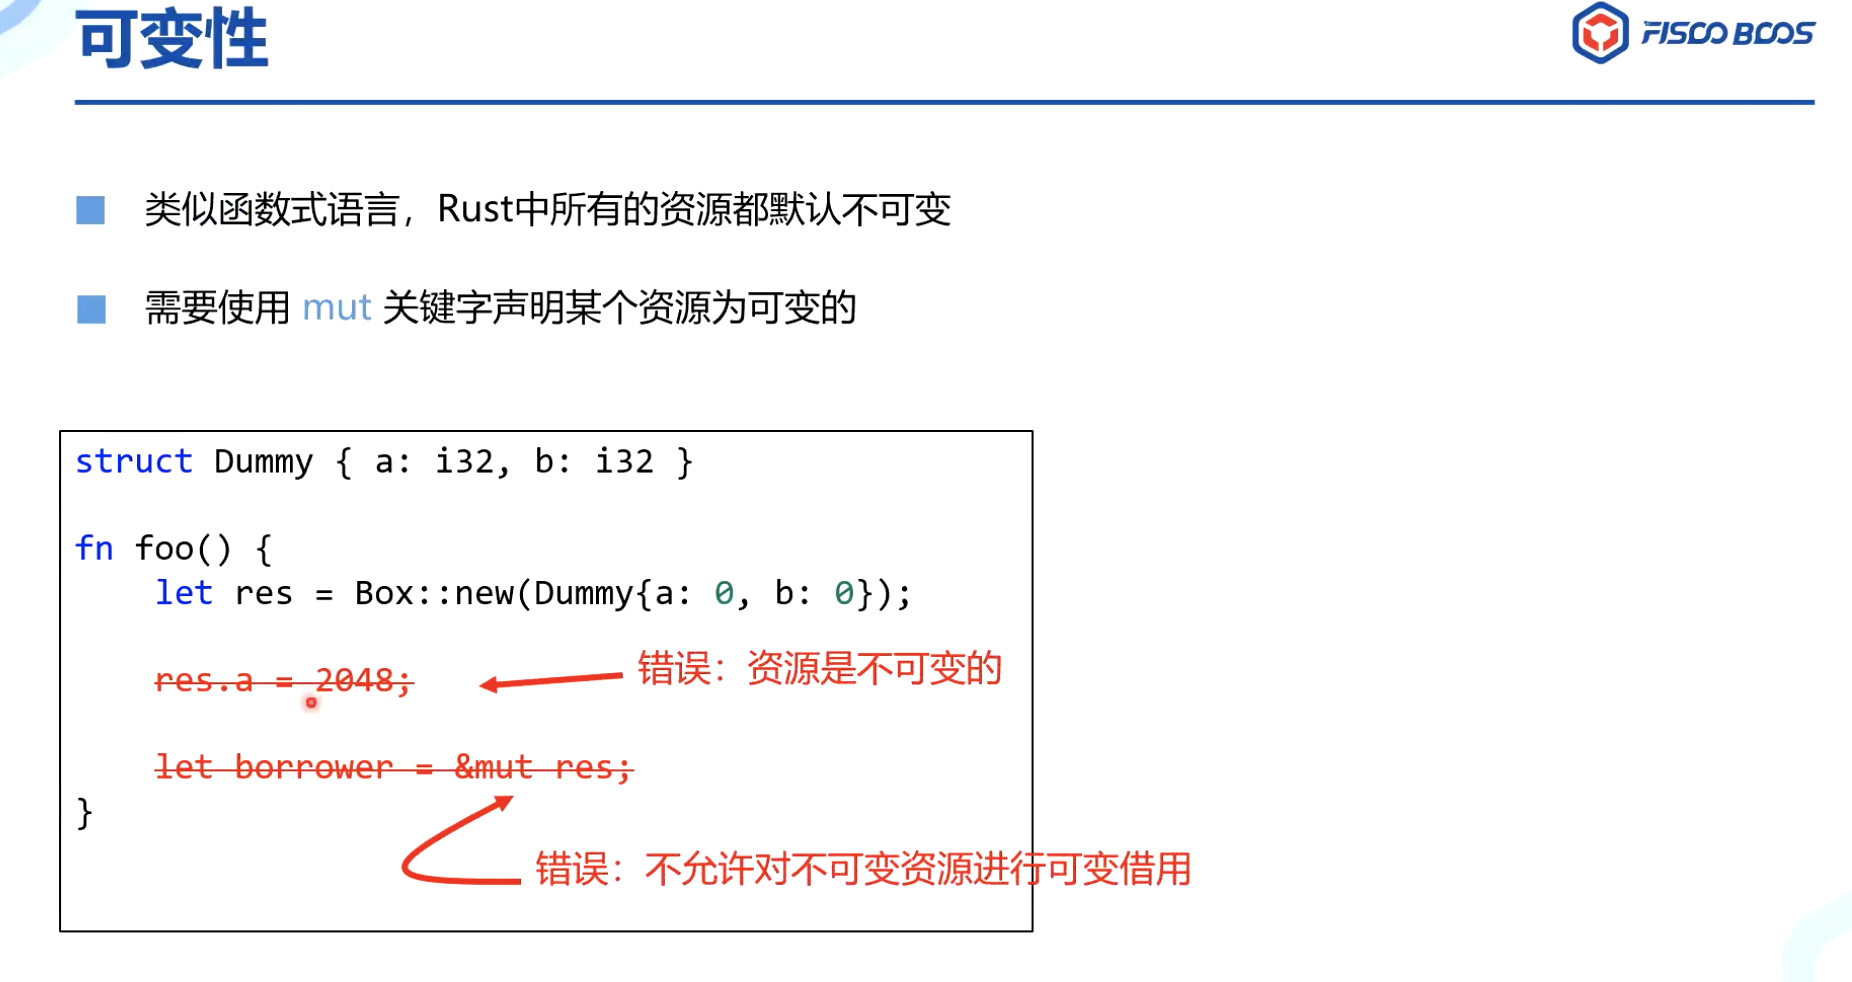 可变性
FISCO BCOS
类似函数式语言，Rust中所有的资源都默认不可变
需要使用 mut 关键字声明某个资源为可变的
struct Dummy { a: i32, b: i32 }
fn foo() {
let res = Box::new(Dummy{a: 0, b: 0});
res.a = 2048;
错误：资源是不可变的
let borrower = &mut res;
}
错误：不允许对不可变资源进行可变借用